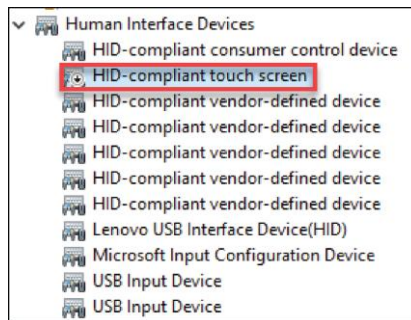 Human Interface Devices
HID-compliant consumer control device
HID-compliant touch screen
HID-compliant vendor-defined device
HID-compliant vendor-defined device
HID-compliant vendor-defined device
HID-compliant vendor-defined device
HID-compliant vendor-defined device
Lenovo USB Interface Device(HID)
Microsoft Input Configuration Device
USB Input Device
USB Input Device